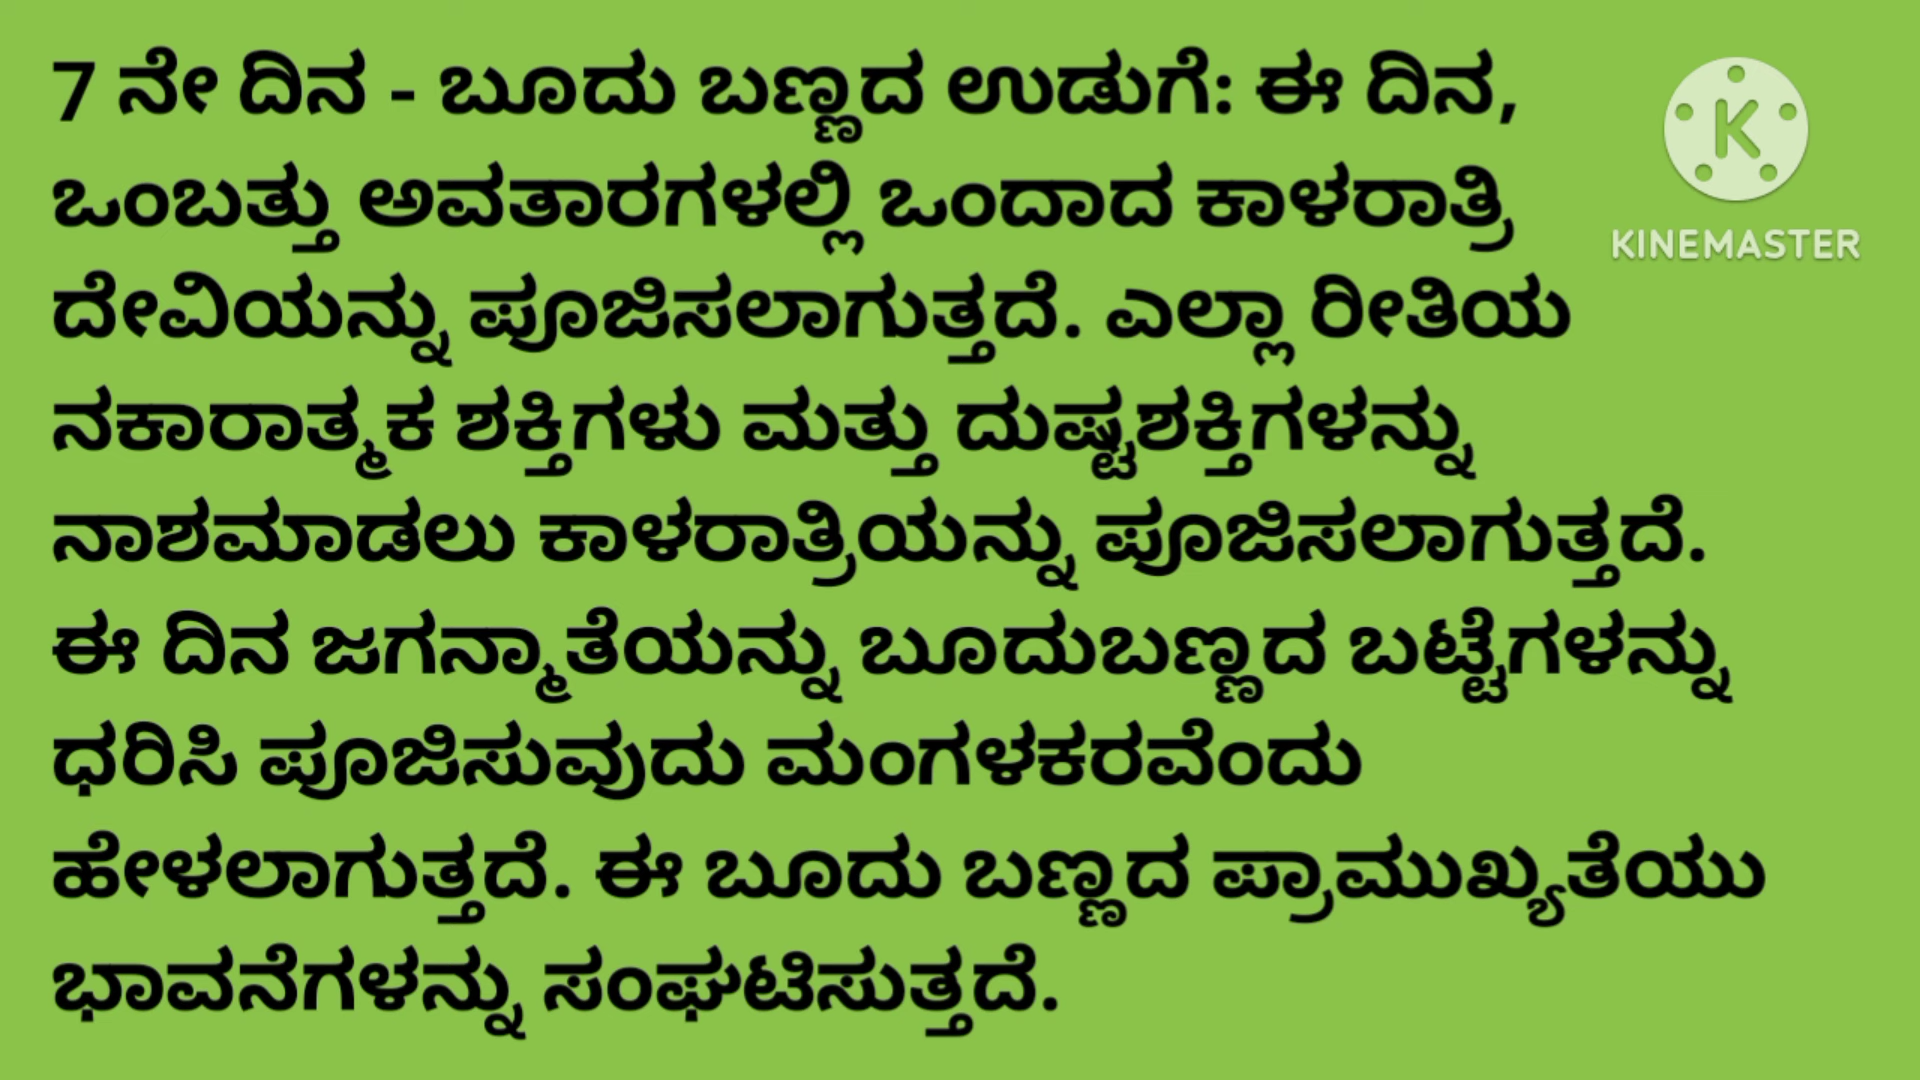 7 ನೇ ದಿನ - ಬೂದು ಬಣ್ಣದ ಉಡುಗೆ: ಈ ದಿನ,
ಒಂಬತ್ತು ಅವತಾರಗಳಲ್ಲಿ ಒಂದಾದ ಕಾಳರಾತ್ರಿ
ದೇವಿಯನ್ನು ಪೂಜಿಸಲಾಗುತ್ತದೆ. ಎಲ್ಲಾ ರೀತಿಯ
ನಕಾರಾತ್ಮಕ ಶಕ್ತಿಗಳು ಮತ್ತು ದುಷ್ಟಶಕ್ತಿಗಳನ್ನು
ನಾಶಮಾಡಲು ಕಾಳರಾತ್ರಿಯನ್ನು ಪೂಜಿಸಲಾಗುತ್ತದೆ.
ಈ ದಿನ ಜಗನ್ಮಾತೆಯನ್ನು ಬೂದುಬಣ್ಣದ ಬಟ್ಟೆಗಳನ್ನು
ಧರಿಸಿ ಪೂಜಿಸುವುದು ಮಂಗಳಕರವೆಂದು
ಹೇಳಲಾಗುತ್ತದೆ. ಈ ಬೂದು ಬಣ್ಣದ ಪ್ರಾಮುಖ್ಯತೆಯು
ಭಾವನೆಗಳನ್ನು ಸಂಘಟಿಸುತ್ತದೆ.
K
KINEMASTER